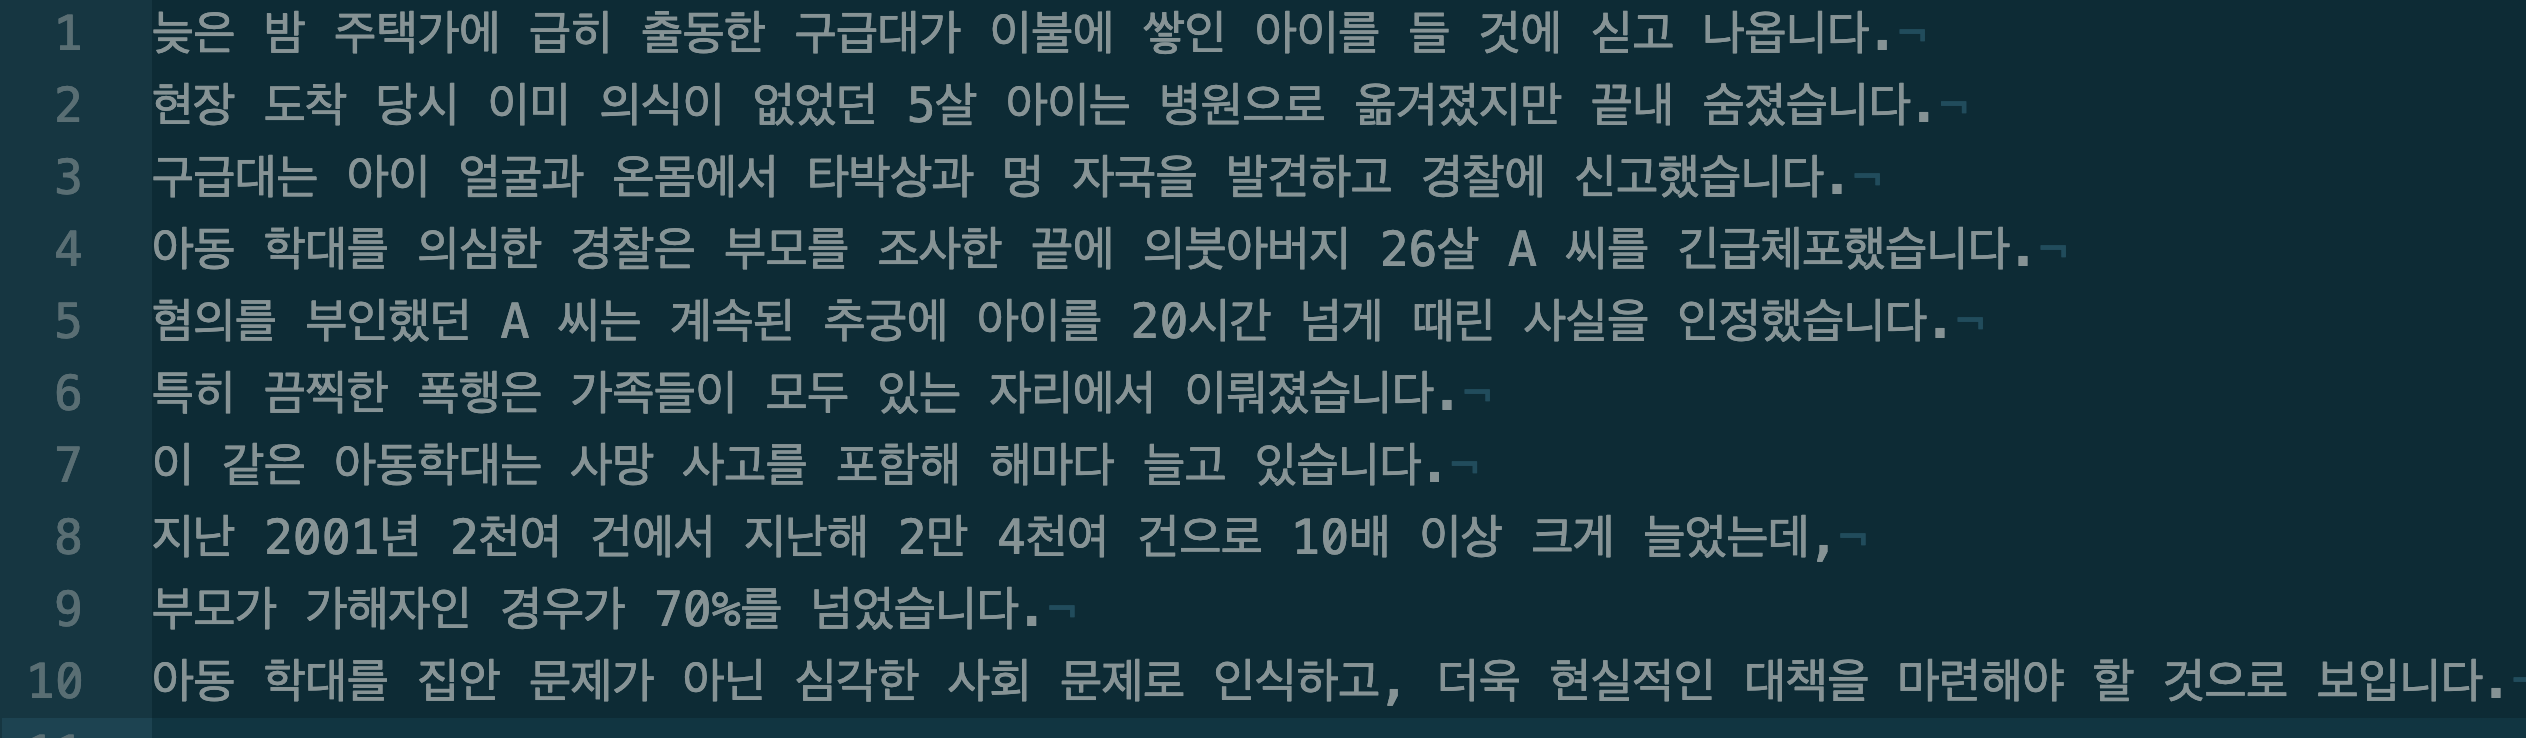 1 늦은 밤 주택가에 급히 출동한 구급대가 이불에 쌓인 아이를 들 것에 싣고 나옵니다.¬
2 현장 도착 당시 이미 의식이 없었던 5살 아이는 병원으로 옮겨졌지만 끝내 숨졌습니다.¬
3 구급대는 아이 얼굴과 온몸에서 타박상과 멍 자국을 발견하고 경찰에 신고했습니다.¬
4 아동 학대를 의심한 경찰은 부모를 조사한 끝에 의붓아버지 26살 A 씨를 긴급체포했습니다.¬
5 혐의를 부인했던 A 씨는 계속된 추궁에 아이를 20시간 넘게 때린 사실을 인정했습니다.¬
6 특히 끔찍한 폭행은 가족들이 모두 있는 자리에서 이뤄졌습니다.¬
7 이 같은 아동학대는 사망 사고를 포함해 해마다 늘고 있습니다.¬
8 지난 2001년 2천여 건에서 지난해 2만 4천여 건으로 10배 이상 크게 늘었는데,¬
9 부모가 가해자인 경우가 70%를 넘었습니다.¬
10 아동 학대를 집안 문제가 아닌 심각한 사회 문제로 인식하고, 더욱 현실적인 대책을 마련해야 할 것으로 보입니다.¬